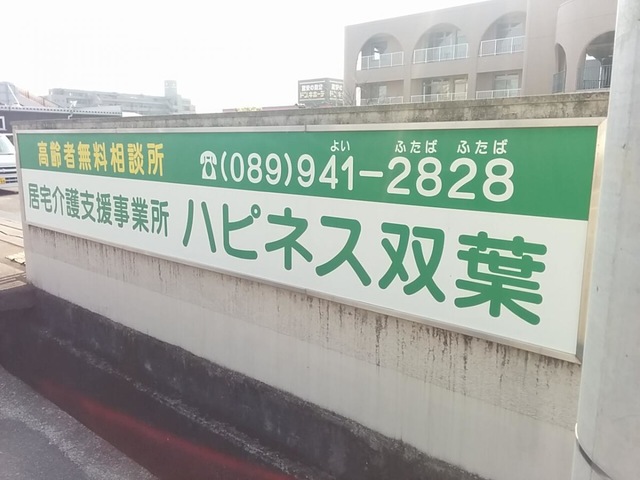 高齢者無料相談所
よい ふたば ふたば
☎(089)941-2828
居宅介護支援事業所 ハピネス双葉